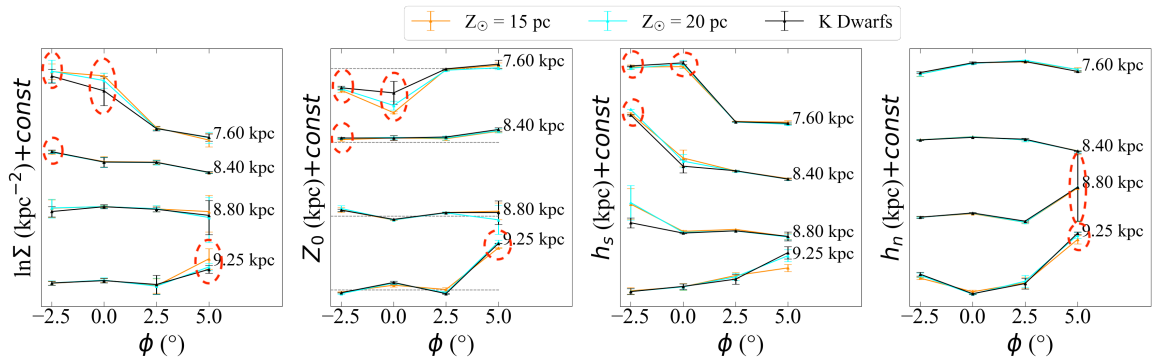 Z☉ = 15 pc   Z☉ = 20 pc   K Dwarfs
lnΣ (kpc⁻²)+const
7.60 kpc
8.40 kpc
8.80 kpc
9.25 kpc
−2.5 0.0 2.5 5.0
ϕ (°)
Z₀ (kpc)+const
7.60 kpc
8.40 kpc
8.80 kpc
9.25 kpc
−2.5 0.0 2.5 5.0
ϕ (°)
hₛ (kpc)+const
7.60 kpc
8.40 kpc
8.80 kpc
9.25 kpc
−2.5 0.0 2.5 5.0
ϕ (°)
hₙ (kpc)+const
7.60 kpc
8.40 kpc
8.80 kpc
9.25 kpc
−2.5 0.0 2.5 5.0
ϕ (°)